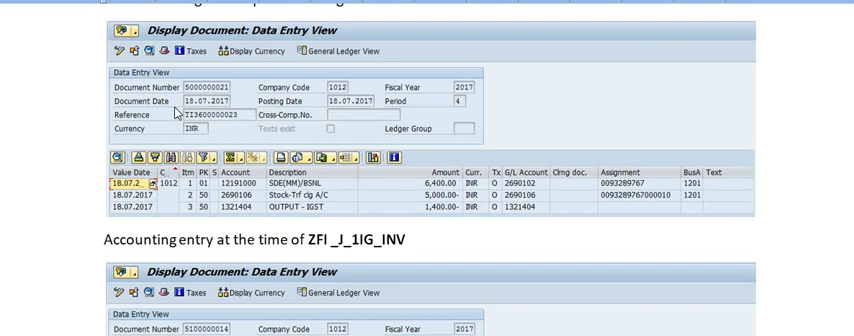 Display Document: Data Entry View
Taxes Display Currency General Ledger View
Data Entry View
Document Number 5000000021 Company Code 1012 Fiscal Year 2017
Document Date 18.07.2017 Posting Date 18.07.2017 Period 4
Reference TI3600000023 Cross-Comp.No.
Currency INR Texts exist Ledger Group
Value Date C.. Itm PK S Account Description Amount Curr. Tx G/L Account Clrng doc. Assignment BusA Text
18.07.2.. 1012 1 01 12191000 SDE(MM)/BSNL 6,400.00 INR O 2690102 0093289767 1201
18.07.2017 2 50 2690106 Stock-Trf clg A/C 5,000.00- INR O 2690106 0093289767000010 1201
18.07.2017 3 50 1321404 OUTPUT - IGST 1,400.00- INR O 1321404
Accounting entry at the time of ZFI _J_1IG_INV
Display Document: Data Entry View
Taxes Display Currency General Ledger View
Data Entry View
Document Number 5100000014 Company Code 1012 Fiscal Year 2017